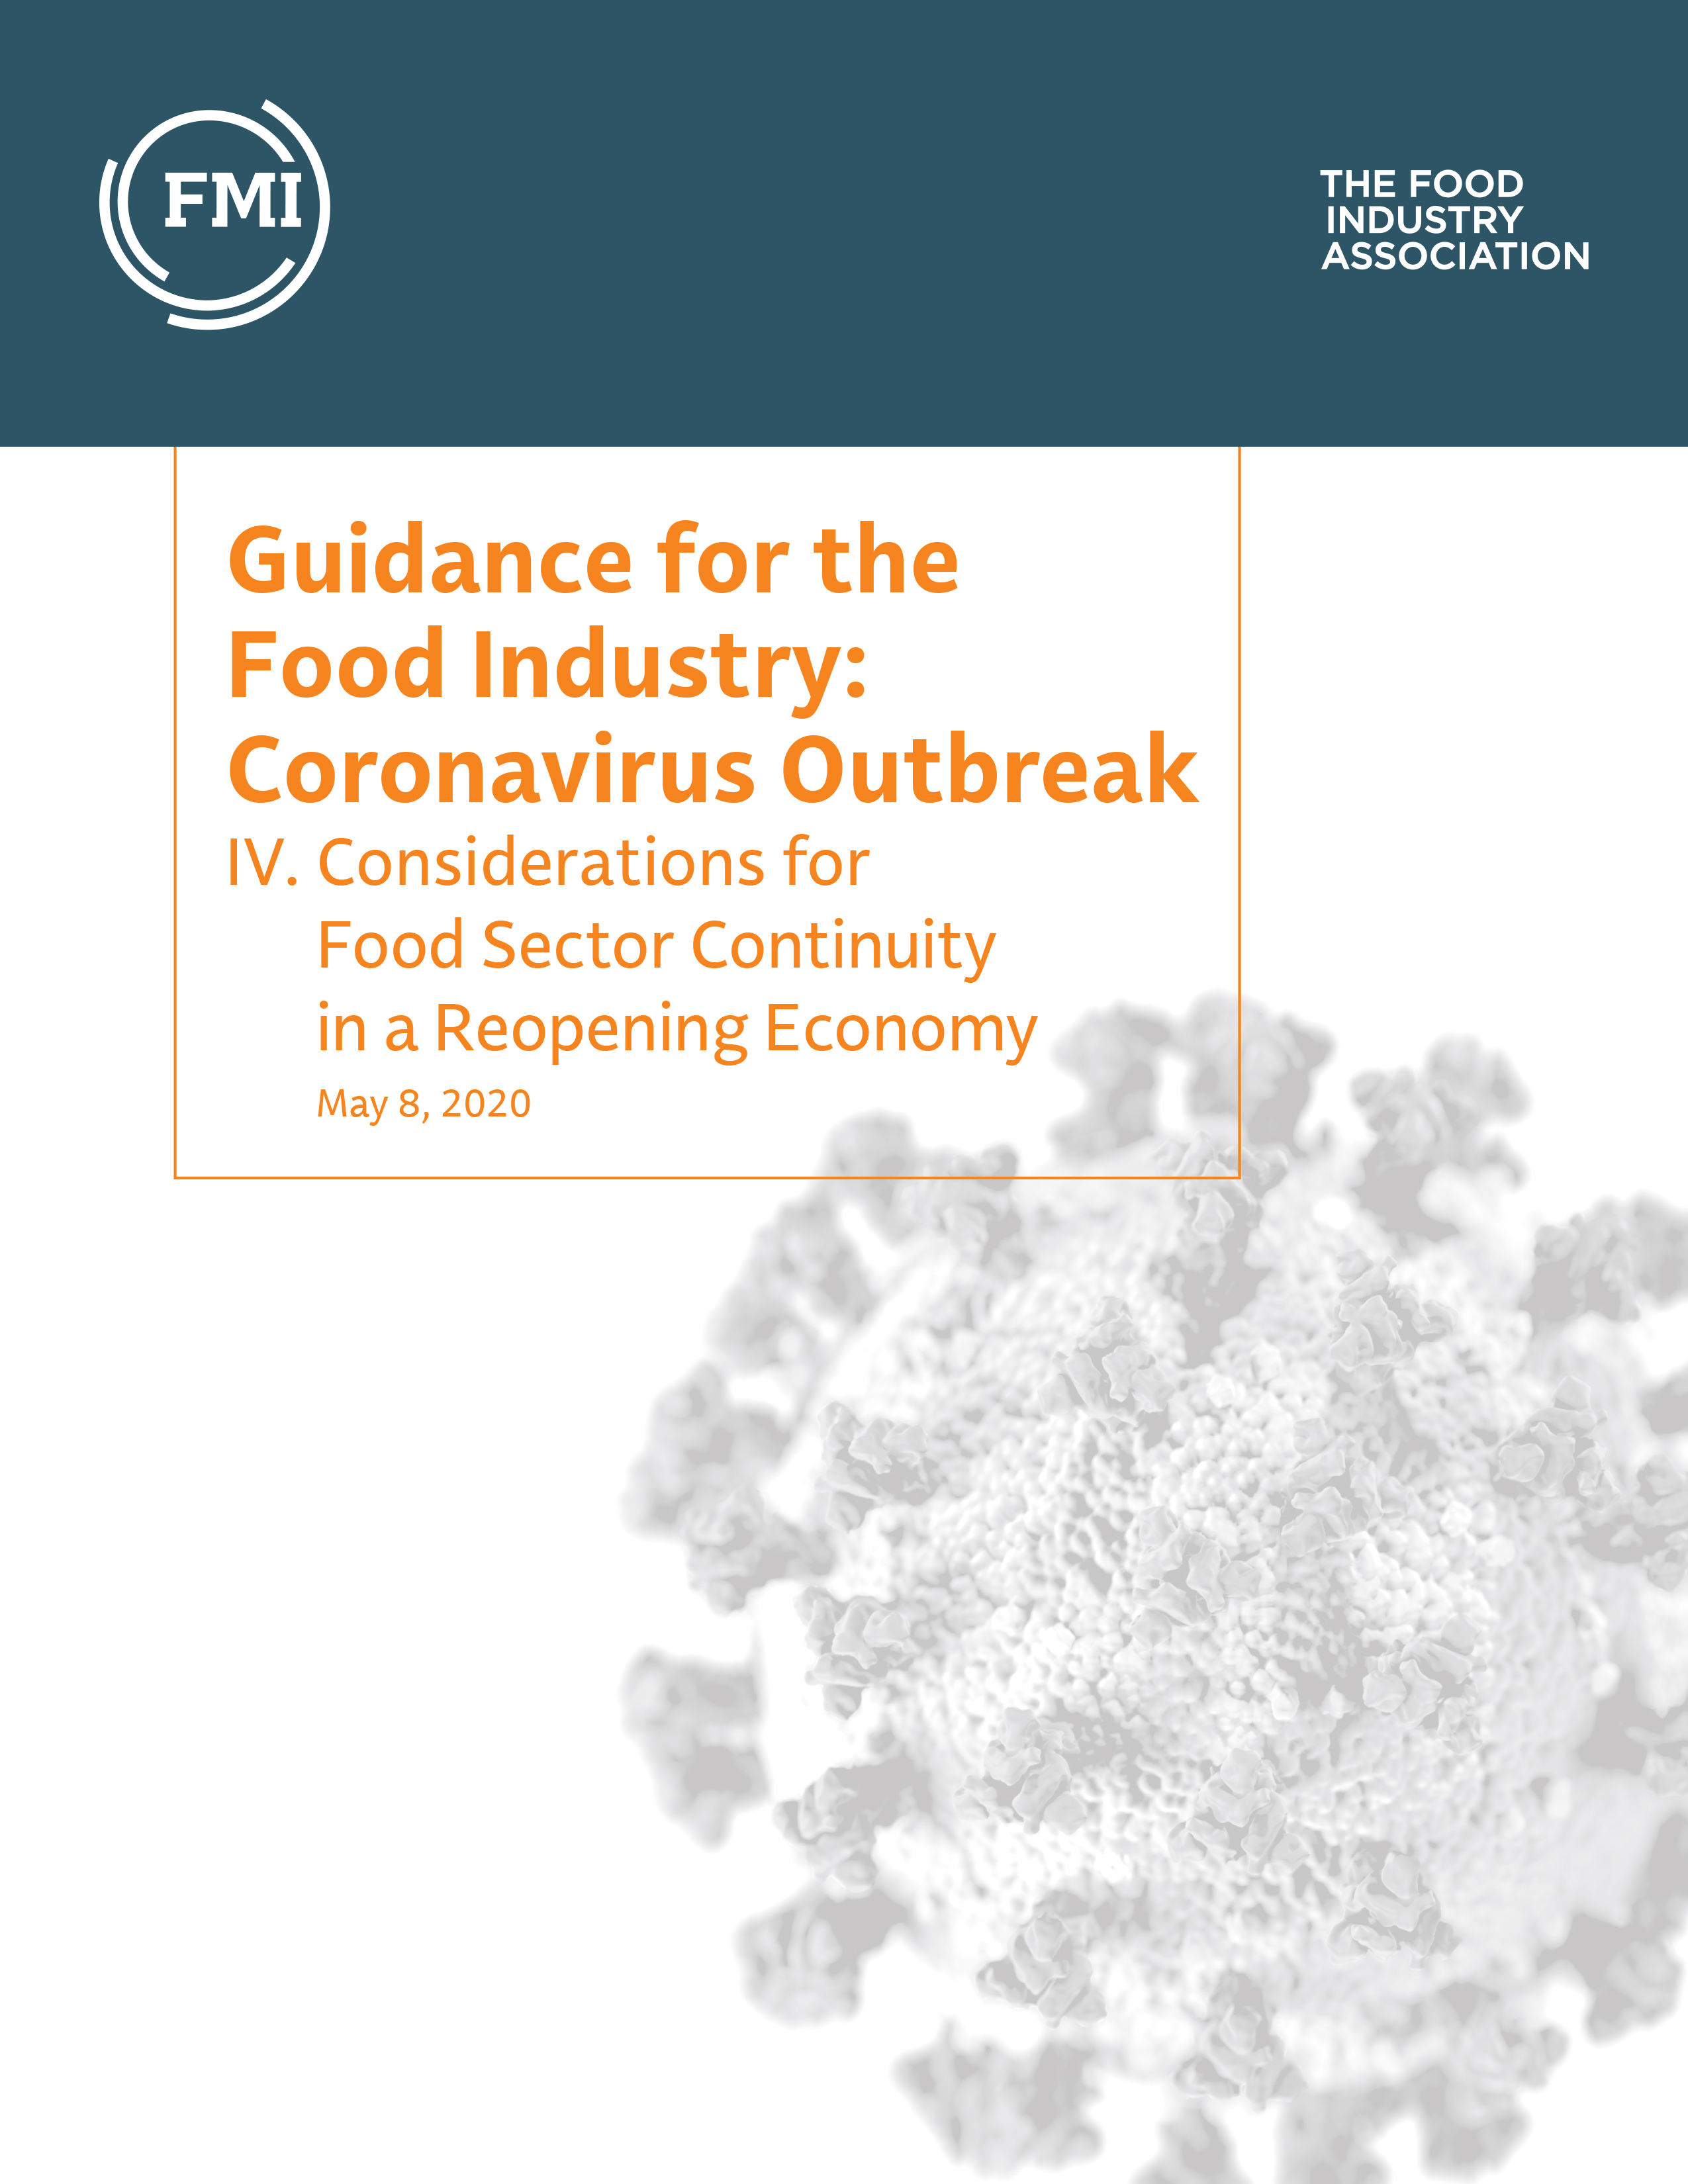 FMI
THE FOOD
INDUSTRY
ASSOCIATION
Guidance for the
Food Industry:
Coronavirus Outbreak
IV. Considerations for
Food Sector Continuity
in a Reopening Economy
May 8, 2020